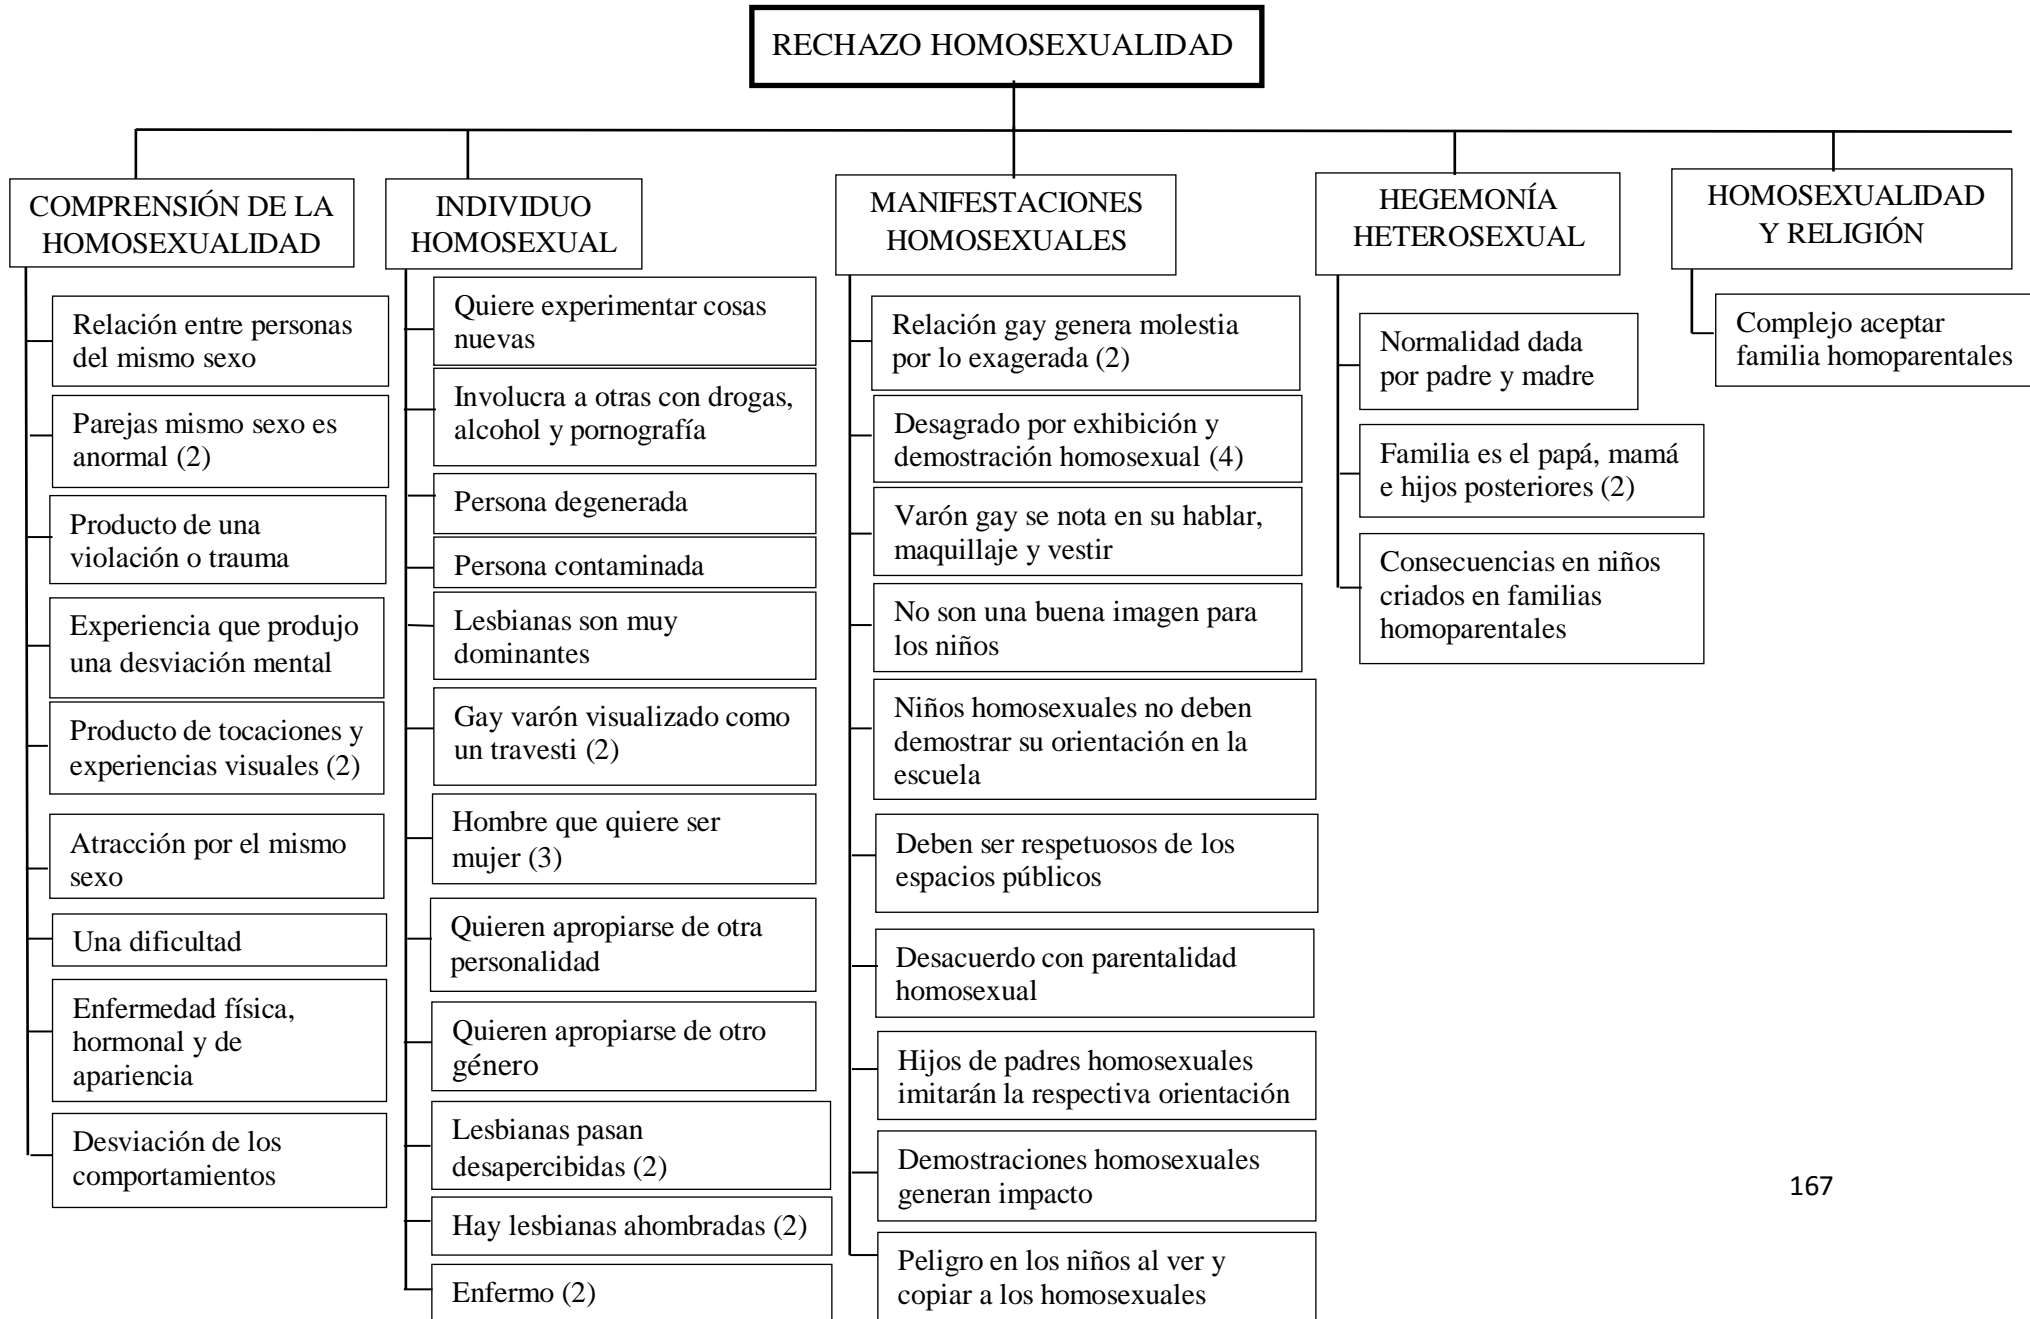 RECHAZO HOMOSEXUALIDAD
COMPRENSIÓN DE LA
HOMOSEXUALIDAD
Relación entre personas
del mismo sexo
Parejas mismo sexo es
anormal (2)
Producto de una
violación o trauma
Experiencia que produjo
una desviación mental
Producto de tocaciones y
experiencias visuales (2)
Atracción por el mismo
sexo
Una dificultad
Enfermedad física,
hormonal y de
apariencia
Desviación de los
comportamientos
INDIVIDUO
HOMOSEXUAL
Quiere experimentar cosas
nuevas
Involucra a otras con drogas,
alcohol y pornografía
Persona degenerada
Persona contaminada
Lesbianas son muy
dominantes
Gay varón visualizado como
un travesti (2)
Hombre que quiere ser
mujer (3)
Quieren apropiarse de otra
personalidad
Quieren apropiarse de otro
género
Lesbianas pasan
desapercibidas (2)
Hay lesbianas ahombradas (2)
Enfermo (2)
MANIFESTACIONES
HOMOSEXUALES
Relación gay genera molestia
por lo exagerada (2)
Desagrado por exhibición y
demostración homosexual (4)
Varón gay se nota en su hablar,
maquillaje y vestir
No son una buena imagen para
los niños
Niños homosexuales no deben
demostrar su orientación en la
escuela
Deben ser respetuosos de los
espacios públicos
Desacuerdo con parentalidad
homosexual
Hijos de padres homosexuales
imitarán la respectiva orientación
Demostraciones homosexuales
generan impacto
Peligro en los niños al ver y
copiar a los homosexuales
HEGEMONÍA
HETEROSEXUAL
Normalidad dada
por padre y madre
Familia es el papá, mamá
e hijos posteriores (2)
Consecuencias en niños
criados en familias
homoparentales
HOMOSEXUALIDAD
Y RELIGIÓN
Complejo aceptar
familia homoparentales
167